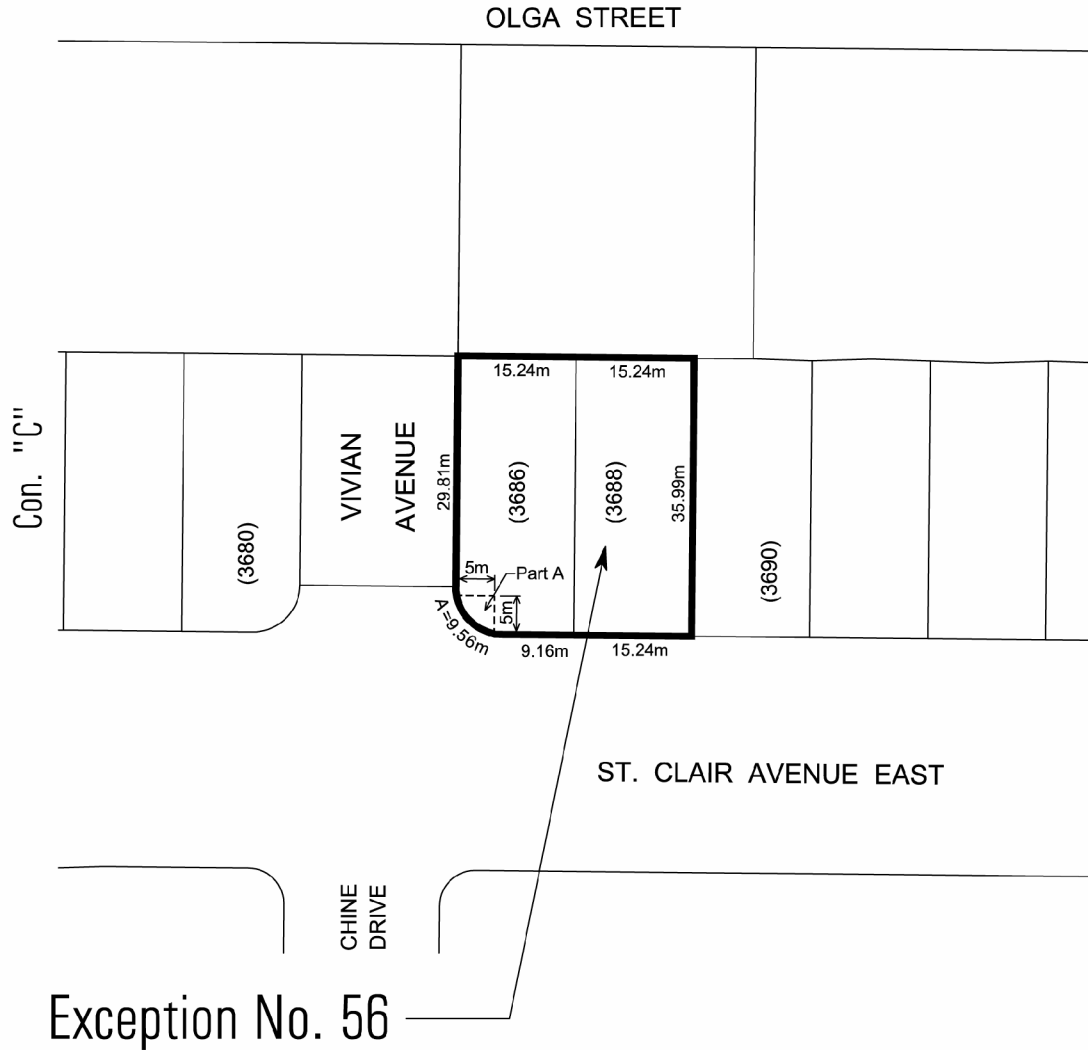 OLGA STREET
15.24m
15.24m
Con. "C"
VIVIAN
AVENUE
29.81m
(3686)
(3688)
35.99m
(3680)
(3690)
5m
Part A
5m
A=9.56m
9.16m
15.24m
ST. CLAIR AVENUE EAST
CHINE
DRIVE
Exception No. 56